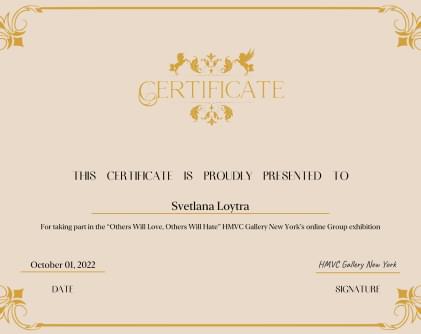 CERTIFICATE
THIS CERTIFICATE IS PROUDLY PRESENTED TO
Svetlana Loytra
For taking part in the "Others Will Love, Others Will Hate" HMVC Gallery New York's online Group exhibition
October 01, 2022
HMVC Gallery New York
DATE
SIGNATURE